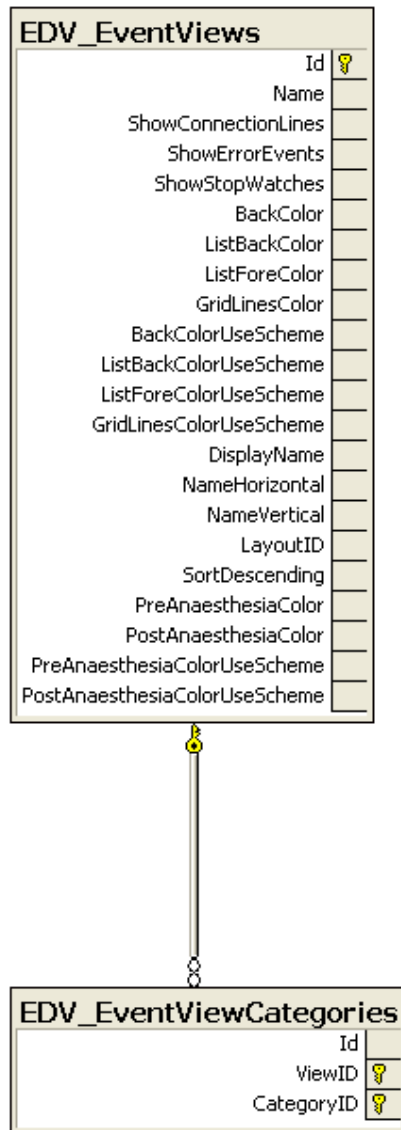 EDV_EventViews
Id
Name
ShowConnectionLines
ShowErrorEvents
ShowStopWatches
BackColor
ListBackColor
ListForeColor
GridLinesColor
BackColorUseScheme
ListBackColorUseScheme
ListForeColorUseScheme
GridLinesColorUseScheme
DisplayName
NameHorizontal
NameVertical
LayoutID
SortDescending
PreAnaesthesiaColor
PostAnaesthesiaColor
PreAnaesthesiaColorUseScheme
PostAnaesthesiaColorUseScheme
EDV_EventViewCategories
Id
ViewID
CategoryID